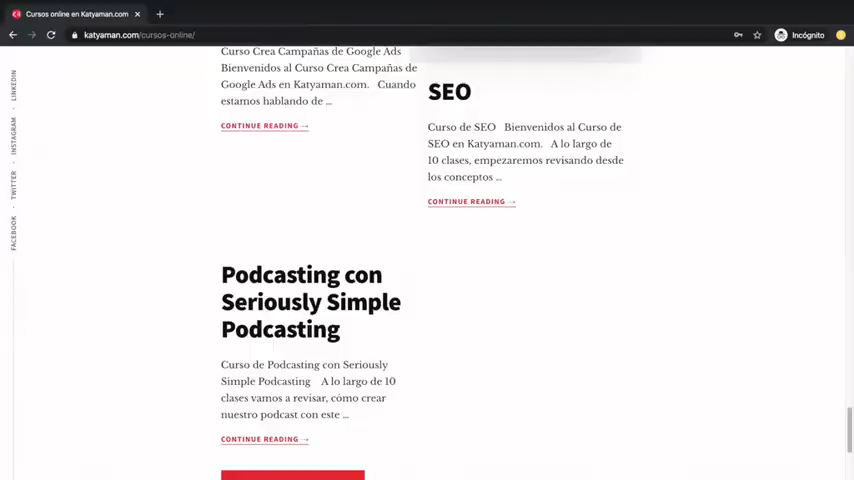 Cursos online en Katyaman.com
katyaman.com/cursos-online/
Incógnito
LINKEDIN
INSTAGRAM
TWITTER
FACEBOOK
Curso Crea Campañas de Google Ads
Bienvenidos al Curso Crea Campañas de
Google Ads en Katyaman.com. Cuando
estamos hablando de ...
CONTINUE READING →
SEO
Curso de SEO Bienvenidos al Curso de
SEO en Katyaman.com. A lo largo de
10 clases, empezaremos revisando desde
los conceptos ...
CONTINUE READING →
Podcasting con
Seriously Simple
Podcasting
Curso de Podcasting con Seriously
Simple Podcasting A lo largo de 10
clases vamos a revisar, cómo crear
nuestro podcast con este ...
CONTINUE READING →